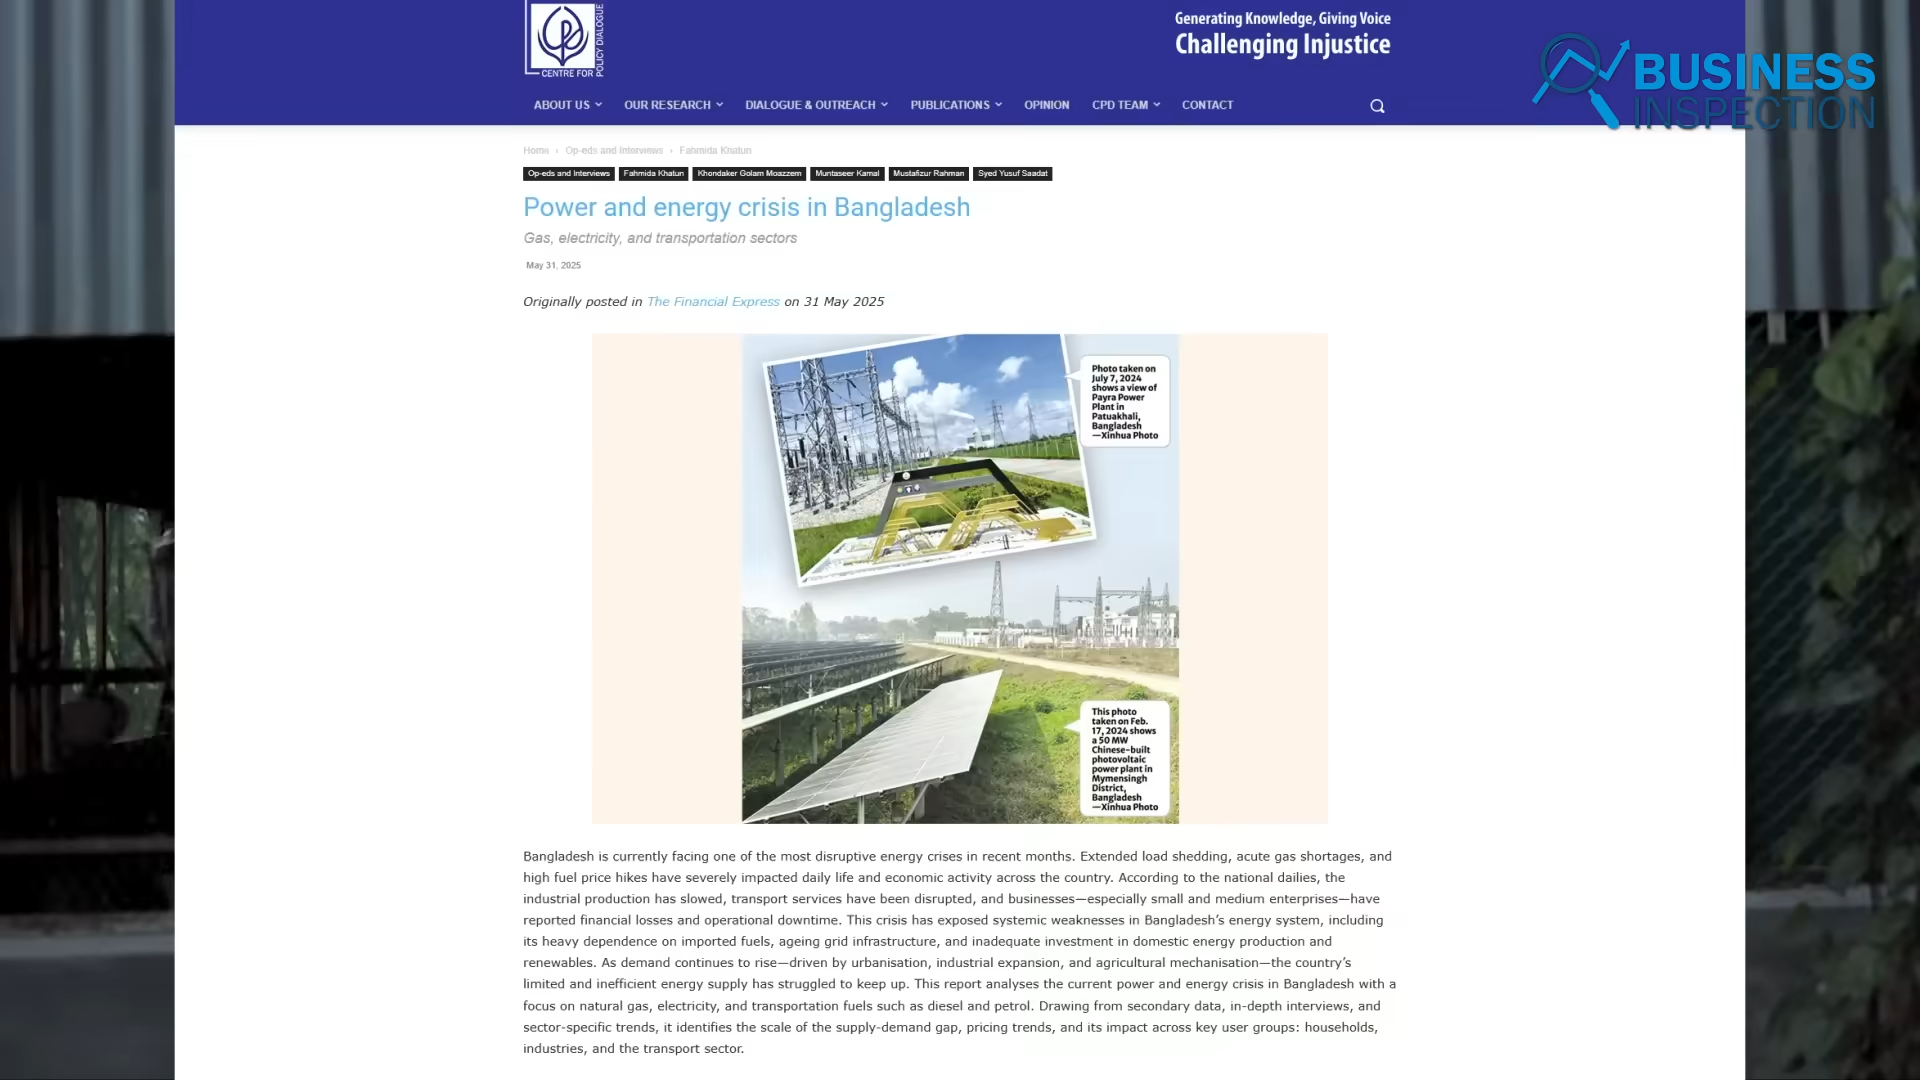 CENTRE FOR
POLICY DIALOGUE
Generating Knowledge, Giving Voice
Challenging Injustice
BUSINESS
INSPECTION
ABOUT US
OUR RESEARCH
DIALOGUE & OUTREACH
PUBLICATIONS
OPINION
CPD TEAM
CONTACT
Home › Op-eds and Interviews › Fahmida Khatun
Op-eds and Interviews
Fahmida Khatun
Khondaker Golam Moazzem
Muntaseer Kamal
Mustafizur Rahman
Syed Yusuf Saadat
Power and energy crisis in Bangladesh
Gas, electricity, and transportation sectors
May 31, 2025
Originally posted in The Financial Express on 31 May 2025
Photo taken on
July 7, 2024
shows a view of
Payra Power
Plant in
Patuakhali,
Bangladesh
—Xinhua Photo
This photo
taken on Feb.
17, 2024 shows
a 50 MW
Chinese-built
photovoltaic
power plant in
Mymensingh
District,
Bangladesh
—Xinhua Photo
Bangladesh is currently facing one of the most disruptive energy crises in recent months. Extended load shedding, acute gas shortages, and
high fuel price hikes have severely impacted daily life and economic activity across the country. According to the national dailies, the
industrial production has slowed, transport services have been disrupted, and businesses—especially small and medium enterprises—have
reported financial losses and operational downtime. This crisis has exposed systemic weaknesses in Bangladesh’s energy system, including
its heavy dependence on imported fuels, ageing grid infrastructure, and inadequate investment in domestic energy production and
renewables. As demand continues to rise—driven by urbanisation, industrial expansion, and agricultural mechanisation—the country’s
limited and inefficient energy supply has struggled to keep up. This report analyses the current power and energy crisis in Bangladesh with a
focus on natural gas, electricity, and transportation fuels such as diesel and petrol. Drawing from secondary data, in-depth interviews, and
sector-specific trends, it identifies the scale of the supply-demand gap, pricing trends, and its impact across key user groups: households,
industries, and the transport sector.